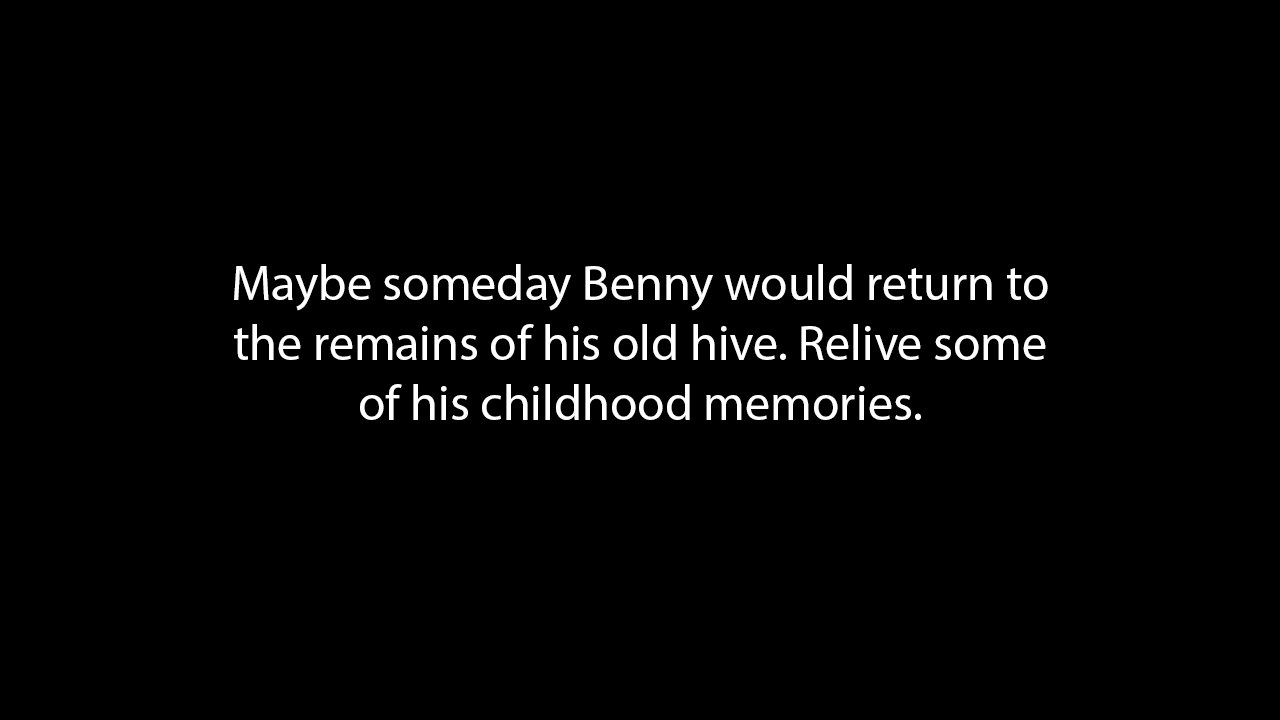 Maybe someday Benny would return to
the remains of his old hive. Relive some
of his childhood memories.